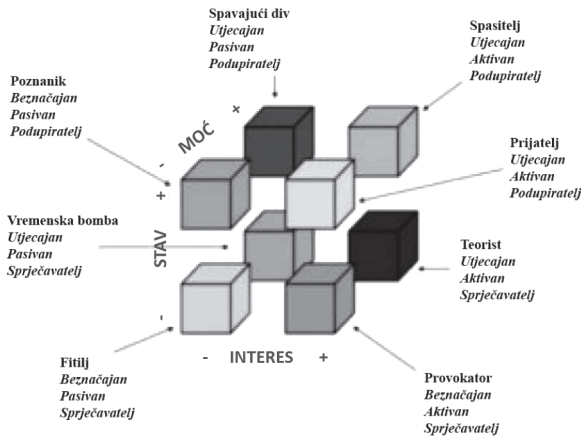 Spavajući div
Utjecajan
Pasivan
Podupiratelj
Spasitelj
Utjecajan
Aktivan
Podupiratelj
Poznanik
Beznačajan
Pasivan
Podupiratelj
+
MOĆ
-
Prijatelj
Utjecajan
Aktivan
Podupiratelj
Vremenska bomba
Utjecajan
Pasivan
Sprječavatelj
+
STAV
-
Teorist
Utjecajan
Aktivan
Sprječavatelj
Fitilj
Beznačajan
Pasivan
Sprječavatelj
- INTERES +
Provokator
Beznačajan
Aktivan
Sprječavatelj